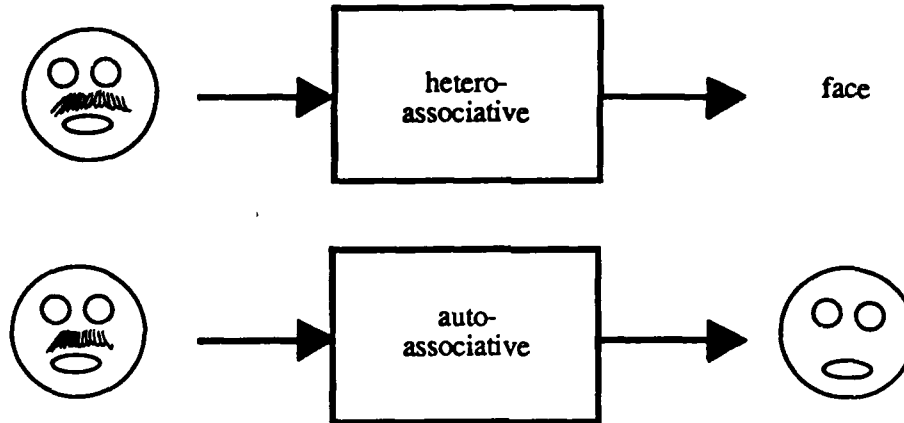 hetero-
associative
face
auto-
associative